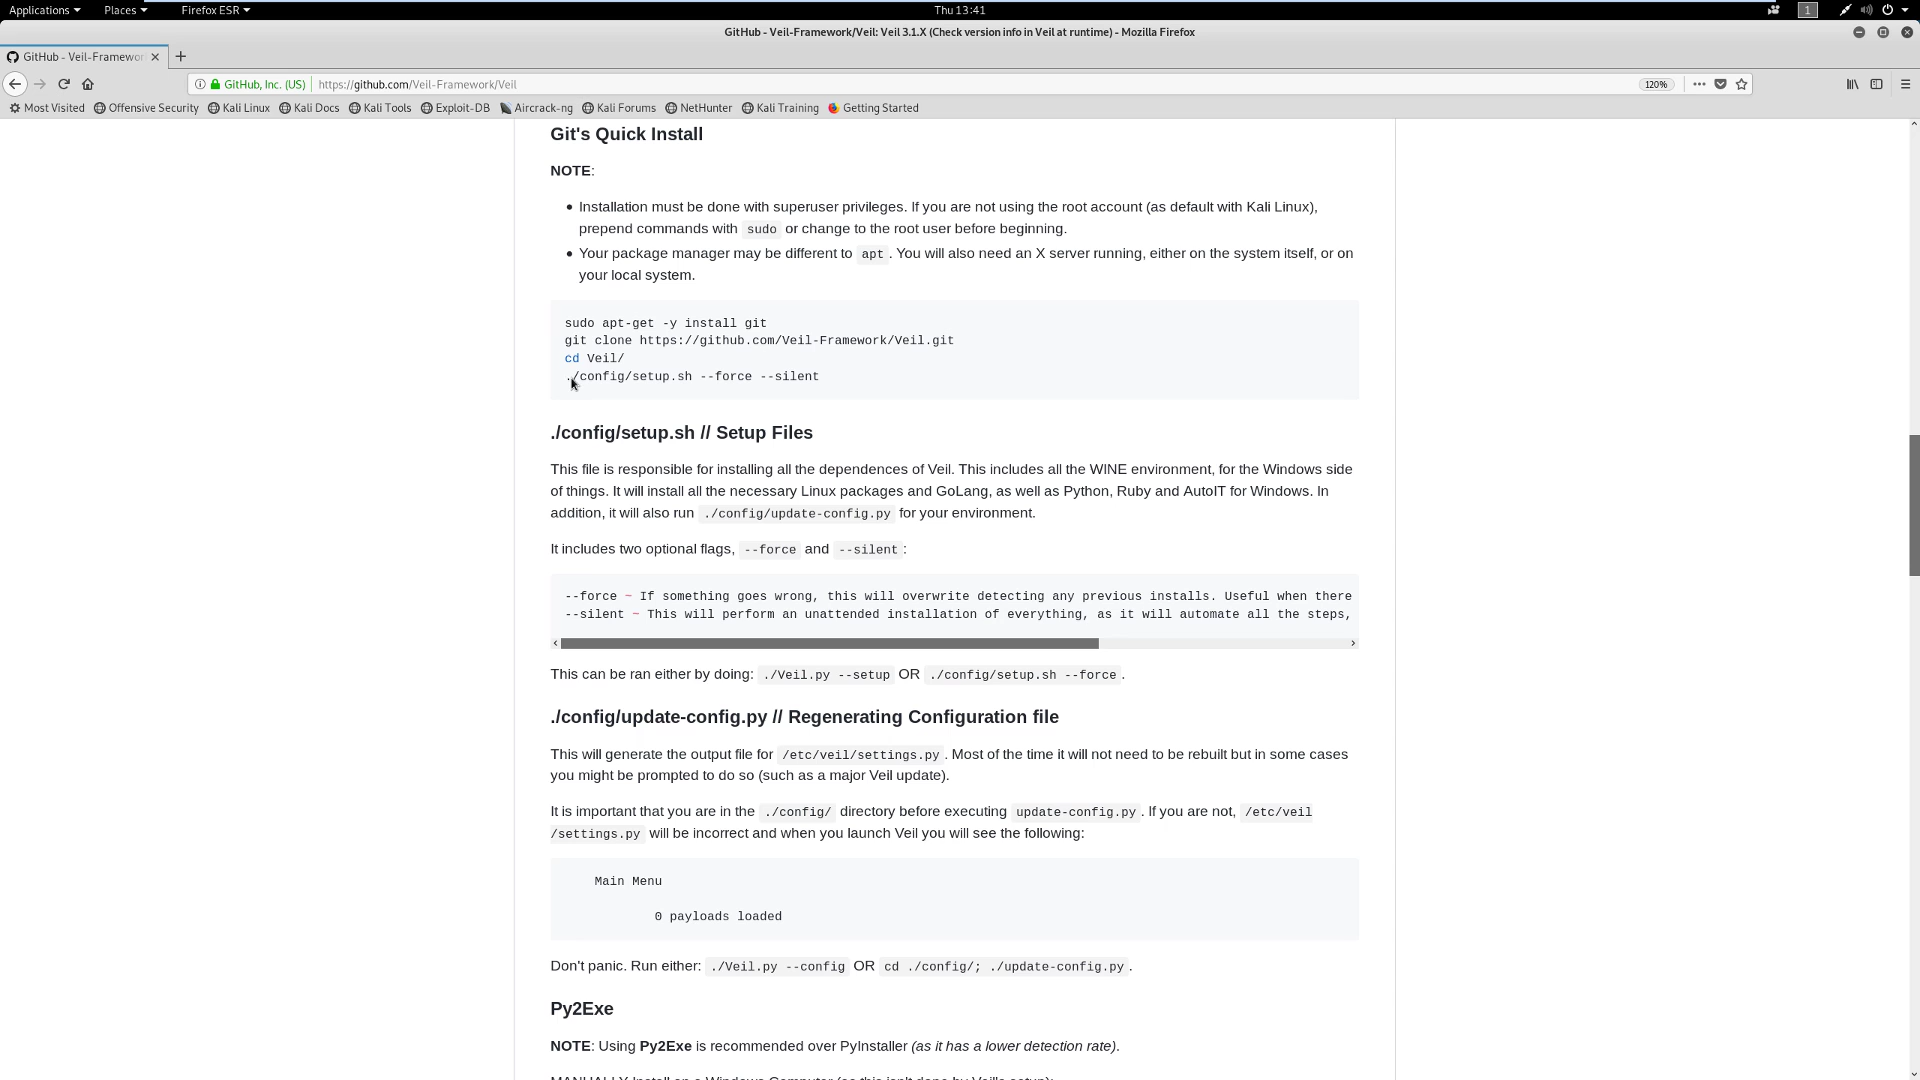 Applications Places Firefox ESR Thu 13:41 1
GitHub - Veil-Framework/Veil: Veil 3.1.X (Check version info in Veil at runtime) - Mozilla Firefox
GitHub - Veil-Framewor
GitHub, Inc. (US) https://github.com/Veil-Framework/Veil 120%
Most Visited Offensive Security Kali Linux Kali Docs Kali Tools Exploit-DB Aircrack-ng Kali Forums NetHunter Kali Training Getting Started
Git's Quick Install
NOTE:
• Installation must be done with superuser privileges. If you are not using the root account (as default with Kali Linux),
prepend commands with sudo or change to the root user before beginning.
• Your package manager may be different to apt. You will also need an X server running, either on the system itself, or on
your local system.
sudo apt-get -y install git
git clone https://github.com/Veil-Framework/Veil.git
cd Veil/
./config/setup.sh --force --silent
./config/setup.sh // Setup Files
This file is responsible for installing all the dependences of Veil. This includes all the WINE environment, for the Windows side
of things. It will install all the necessary Linux packages and GoLang, as well as Python, Ruby and AutoIT for Windows. In
addition, it will also run ./config/update-config.py for your environment.
It includes two optional flags, --force and --silent:
--force ~ If something goes wrong, this will overwrite detecting any previous installs. Useful when there
--silent ~ This will perform an unattended installation of everything, as it will automate all the steps,
This can be ran either by doing: ./Veil.py --setup OR ./config/setup.sh --force.
./config/update-config.py // Regenerating Configuration file
This will generate the output file for /etc/veil/settings.py. Most of the time it will not need to be rebuilt but in some cases
you might be prompted to do so (such as a major Veil update).
It is important that you are in the ./config/ directory before executing update-config.py. If you are not, /etc/veil
/settings.py will be incorrect and when you launch Veil you will see the following:
Main Menu
0 payloads loaded
Don't panic. Run either: ./Veil.py --config OR cd ./config/; ./update-config.py.
Py2Exe
NOTE: Using Py2Exe is recommended over PyInstaller (as it has a lower detection rate).
MANUALLY Install on a Windows Computer (as this isn't done by Veil's setup):